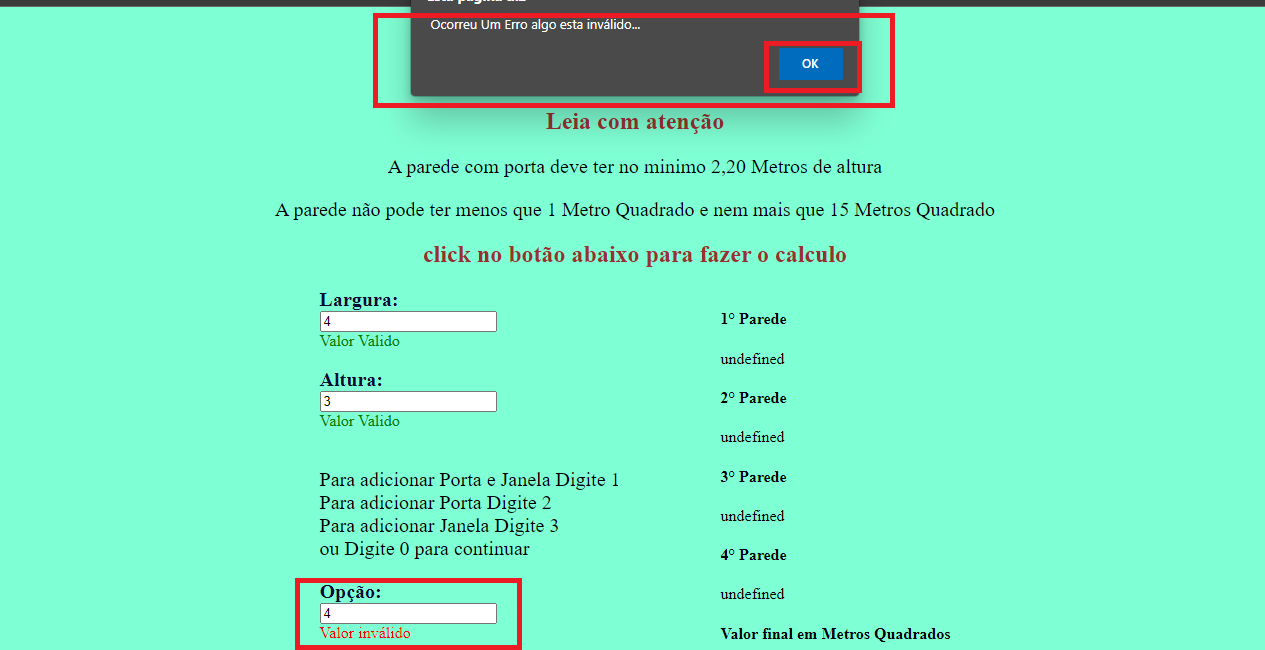 Ocorreu Um Erro algo esta inválido...
OK
Leia com atenção
A parede com porta deve ter no minimo 2,20 Metros de altura
A parede não pode ter menos que 1 Metro Quadrado e nem mais que 15 Metros Quadrado
click no botão abaixo para fazer o calculo
Largura:
4
Valor Valido
Altura:
3
Valor Valido
Para adicionar Porta e Janela Digite 1
Para adicionar Porta Digite 2
Para adicionar Janela Digite 3
ou Digite 0 para continuar
Opção:
4
Valor inválido
1° Parede
undefined
2° Parede
undefined
3° Parede
undefined
4° Parede
undefined
Valor final em Metros Quadrados